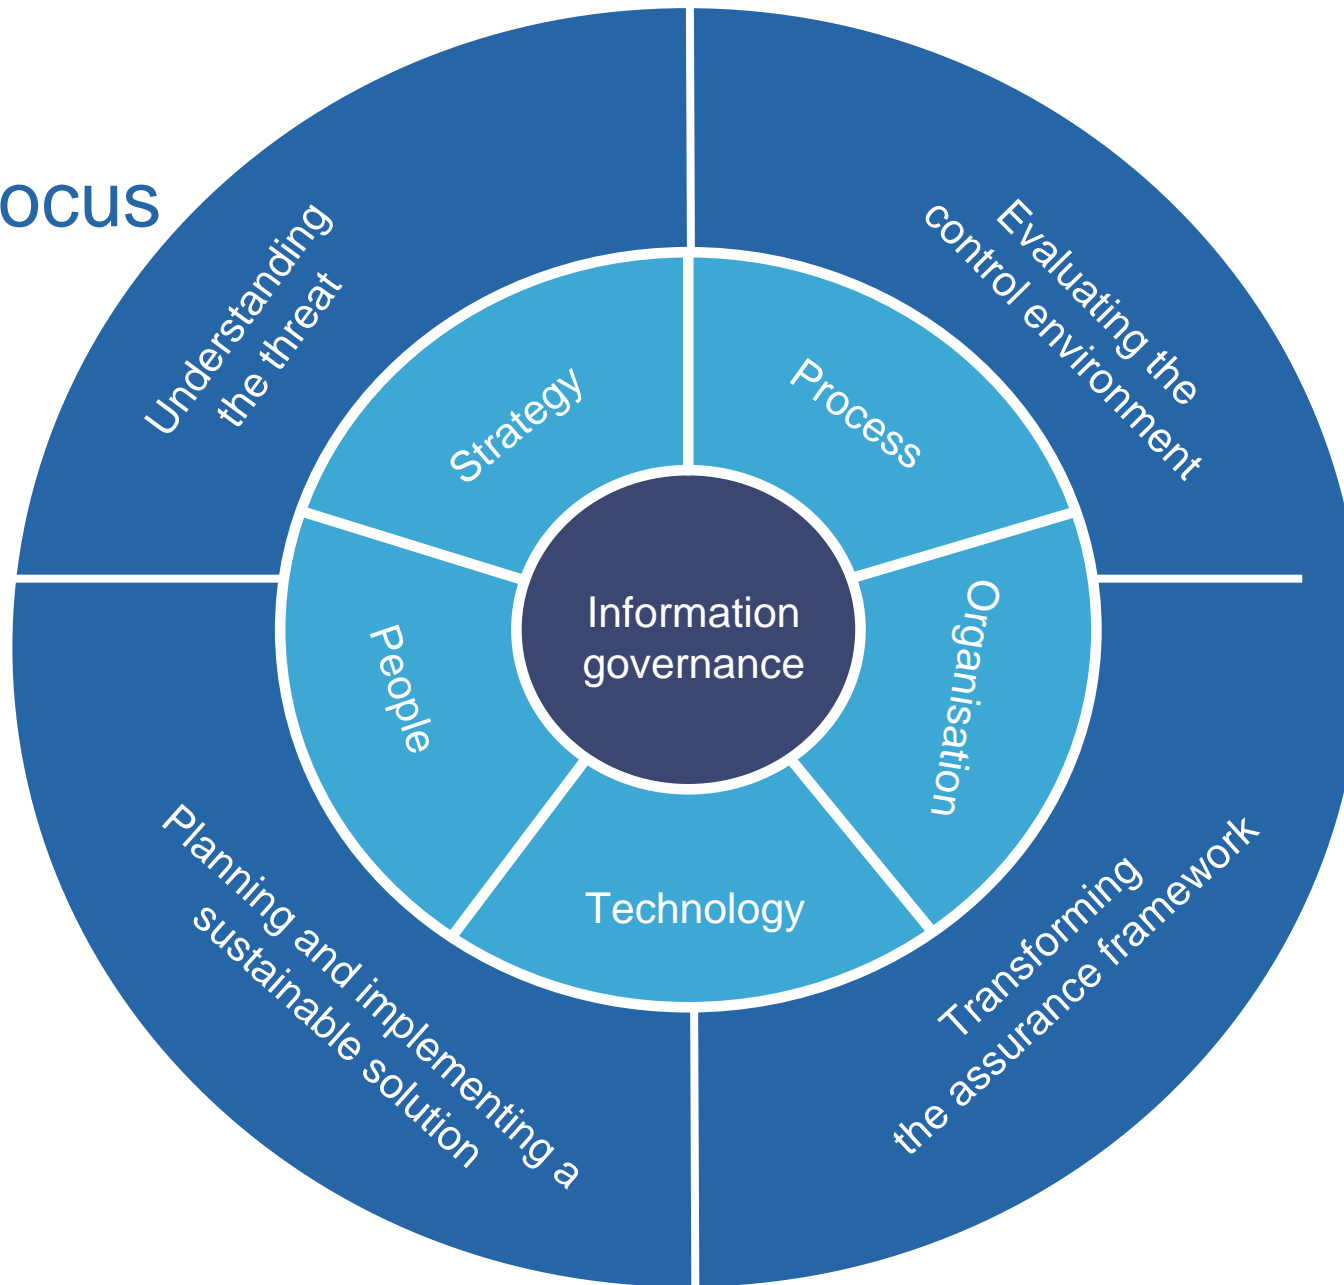 ocus
Understanding
the threat
Evaluating the
control environment
Strategy
Process
Information
governance
People
Organisation
Technology
Planning and implementing a
sustainable solution
Transforming
the assurance framework